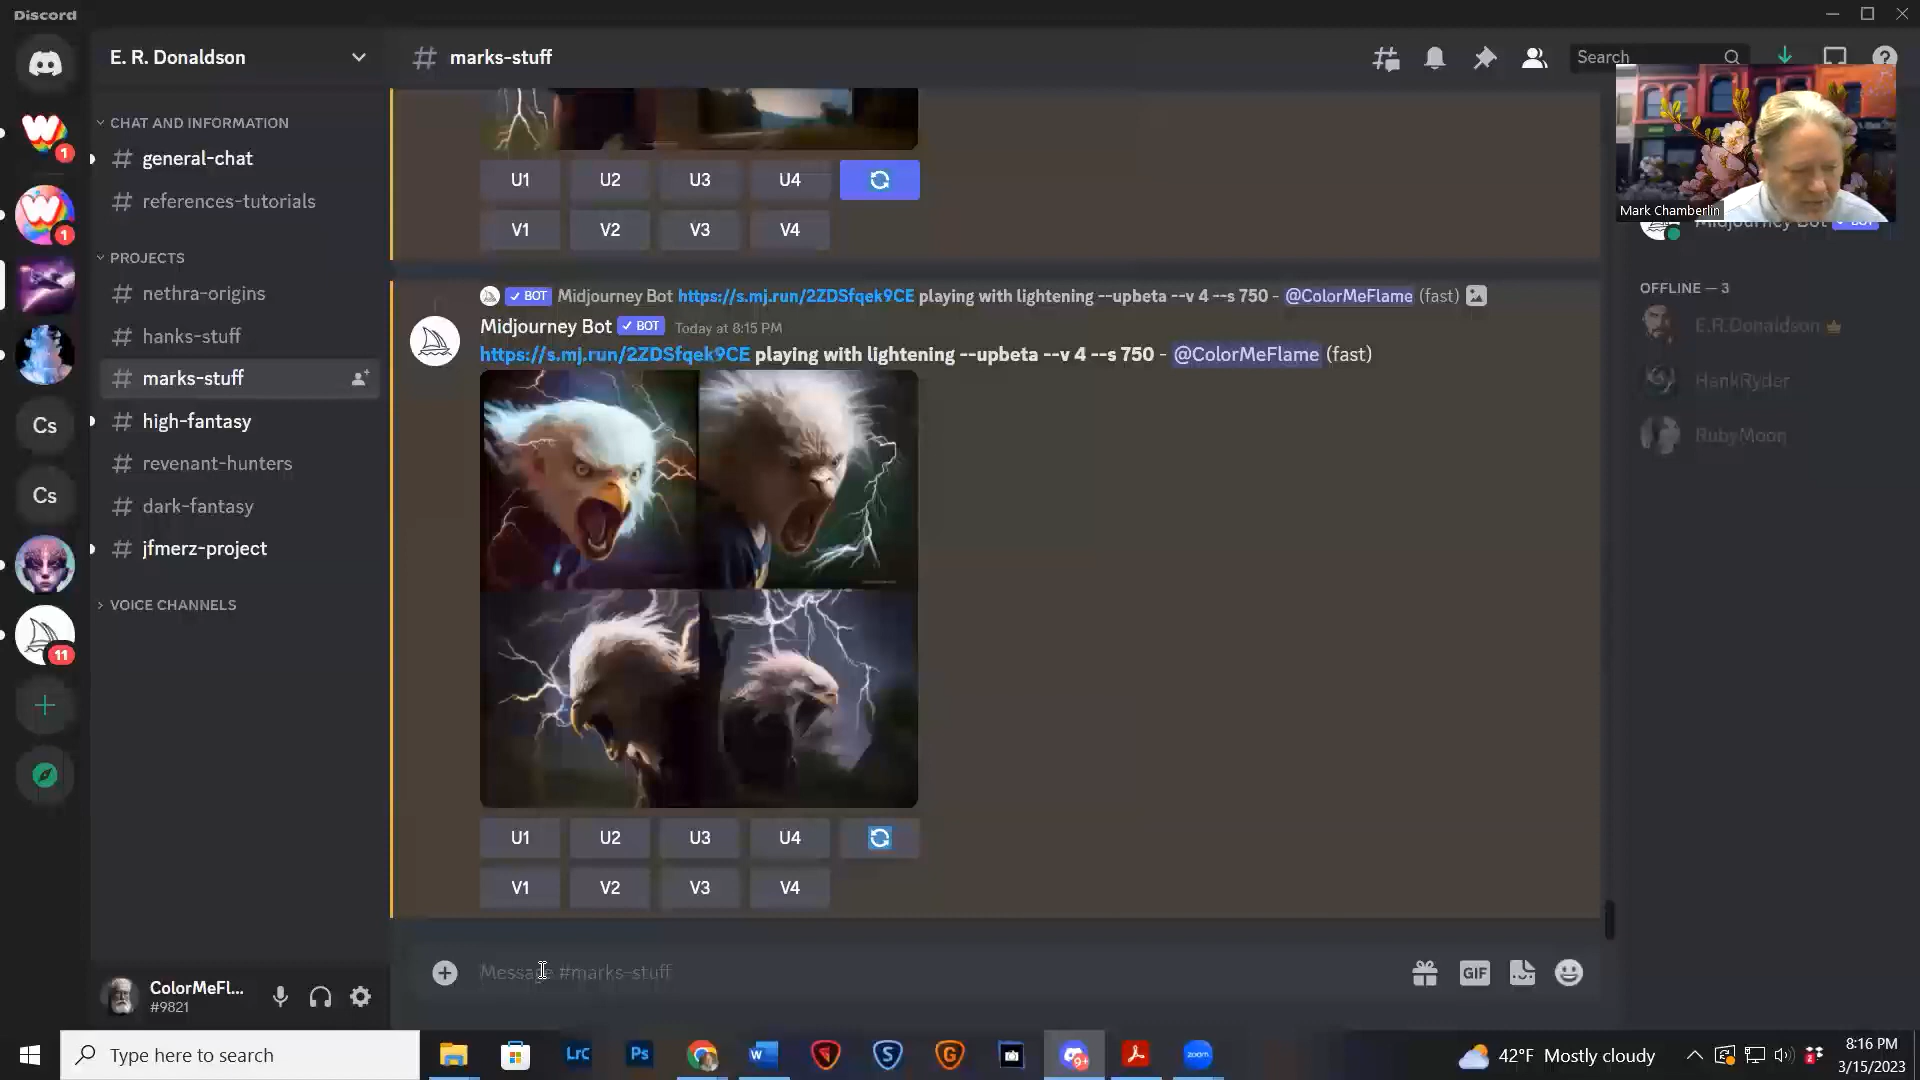 Discord
E. R. Donaldson
# marks-stuff
Search
CHAT AND INFORMATION
# general-chat
# references-tutorials
PROJECTS
# nethra-origins
# hanks-stuff
# marks-stuff
# high-fantasy
# revenant-hunters
# dark-fantasy
# jfmerz-project
VOICE CHANNELS
1
1
Cs
Cs
11
U1 U2 U3 U4
V1 V2 V3 V4
BOT Midjourney Bot https://s.mj.run/2ZDSfqek9CE playing with lightening --upbeta --v 4 --s 750 - @ColorMeFlame (fast)
Midjourney Bot BOT Today at 8:15 PM
https://s.mj.run/2ZDSfqek9CE playing with lightening --upbeta --v 4 --s 750 - @ColorMeFlame (fast)
U1 U2 U3 U4
V1 V2 V3 V4
Message #marks-stuff
GIF
Mark Chamberlin
Midjourney Bot BOT
OFFLINE — 3
E.R.Donaldson
HankRyder
RubyMoon
ColorMeFl...
#9821
Type here to search
LrC
Ps
W
S
G
9+
zoom
42°F Mostly cloudy
8:16 PM
3/15/2023